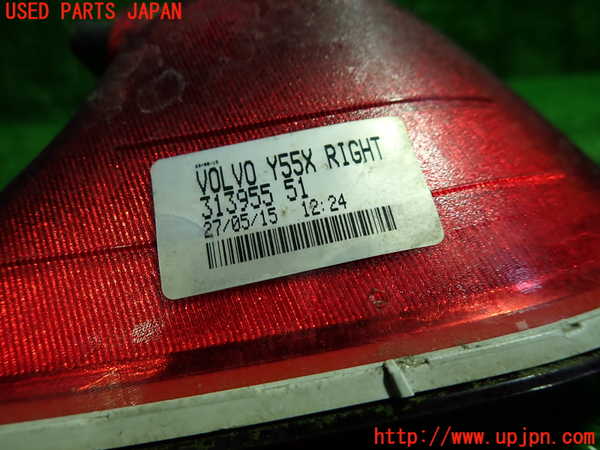 USED PARTS JAPAN
VOLVO Y55X RIGHT
313955 51
27/05/15 12:24
http://www.upjpn.com/